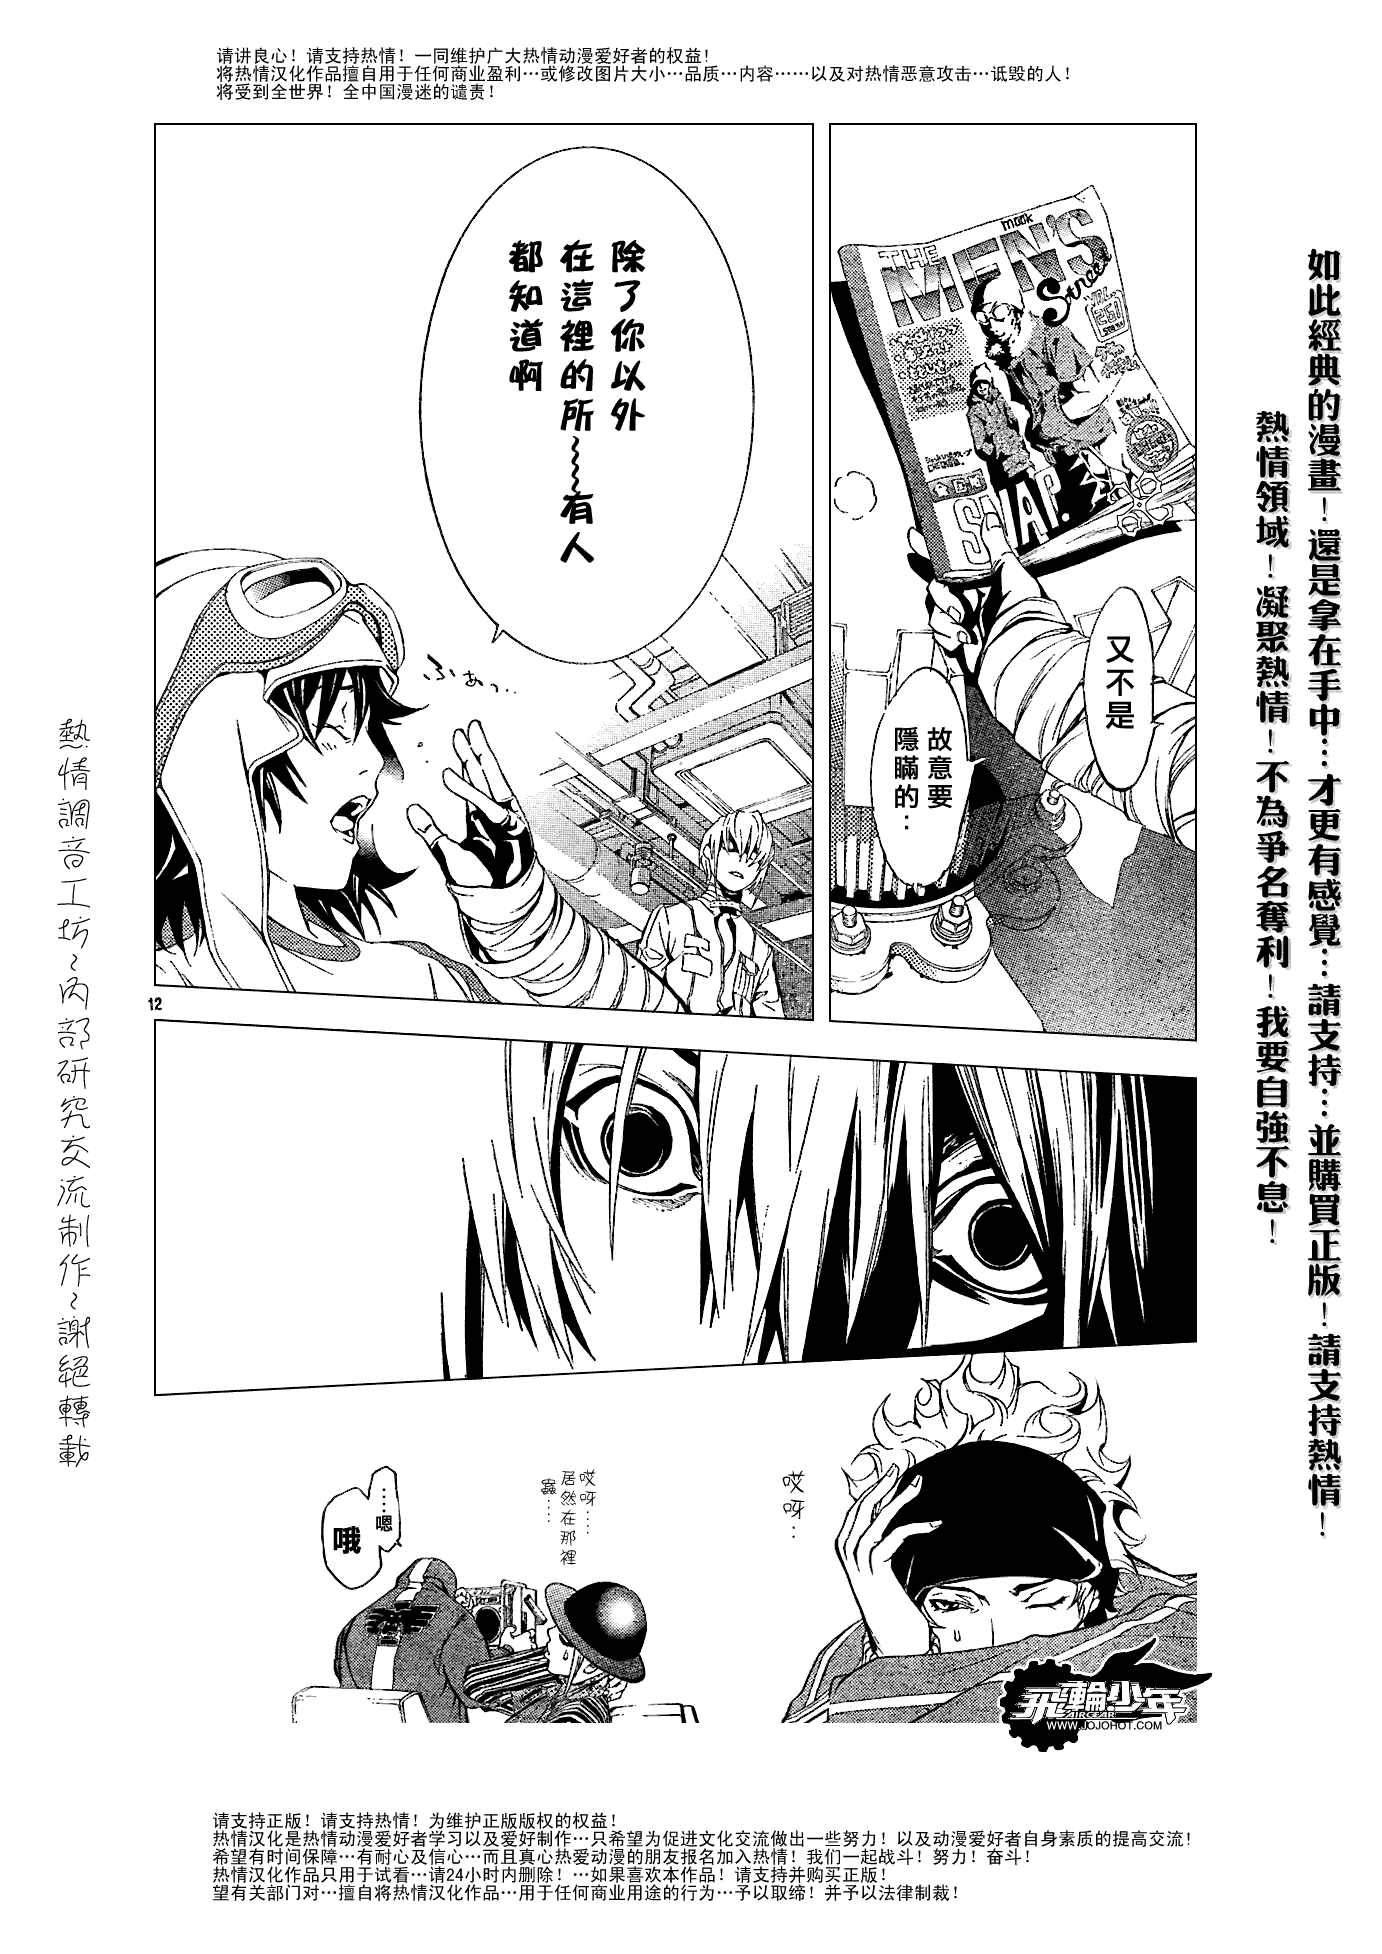 请讲良心！请支持热情！一同维护广大热情动漫爱好者的权益！
将热情汉化作品擅自用于任何商业盈利…或修改图片大小…品质…内容……以及对热情恶意攻击…诋毁的人！
将受到全世界！全中国漫迷的谴责！
如此經典的漫畫！還是拿在手中…才更有感覺…請支持…並購買正版！請支持熱情！
熱情領域！凝聚熱情！不為爭名奪利！我要自強不息！
mook
THE
MEN'S
Street
VOL.
SNAP.
又不是
故意要
隱瞞的…
除了你以外
在這裡的所~~有人
都知道啊
ふあっ…
12
哎呀…
哎呀……
居然在那裡
蟲…
……嗯
哦
飛輪少年
AIRGEAR
WWW.JOJOHOT.COM
熱情調音工坊~內部研究交流制作~謝絕轉載
请支持正版！请支持热情！为维护正版版权的权益！
热情汉化是热情动漫爱好者学习以及爱好制作…只希望为促进文化交流做出一些努力！以及动漫爱好者自身素质的提高交流！
希望有时间保障…有耐心及信心…而且真心热爱动漫的朋友报名加入热情！我们一起战斗！努力！奋斗！
热情汉化作品只用于试看…请24小时内删除！…如果喜欢本作品！请支持并购买正版！
望有关部门对…擅自将热情汉化作品…用于任何商业用途的行为…予以取缔！并予以法律制裁！